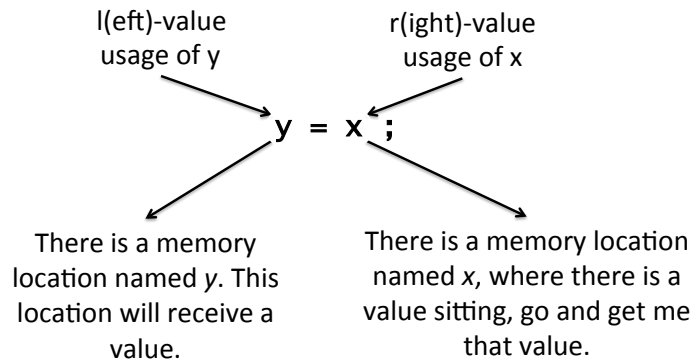 l(eft)-value
usage of y
r(ight)-value
usage of x
y = x ;
There is a memory
location named y. This
location will receive a
value.
There is a memory location
named x, where there is a
value sitting, go and get me
that value.